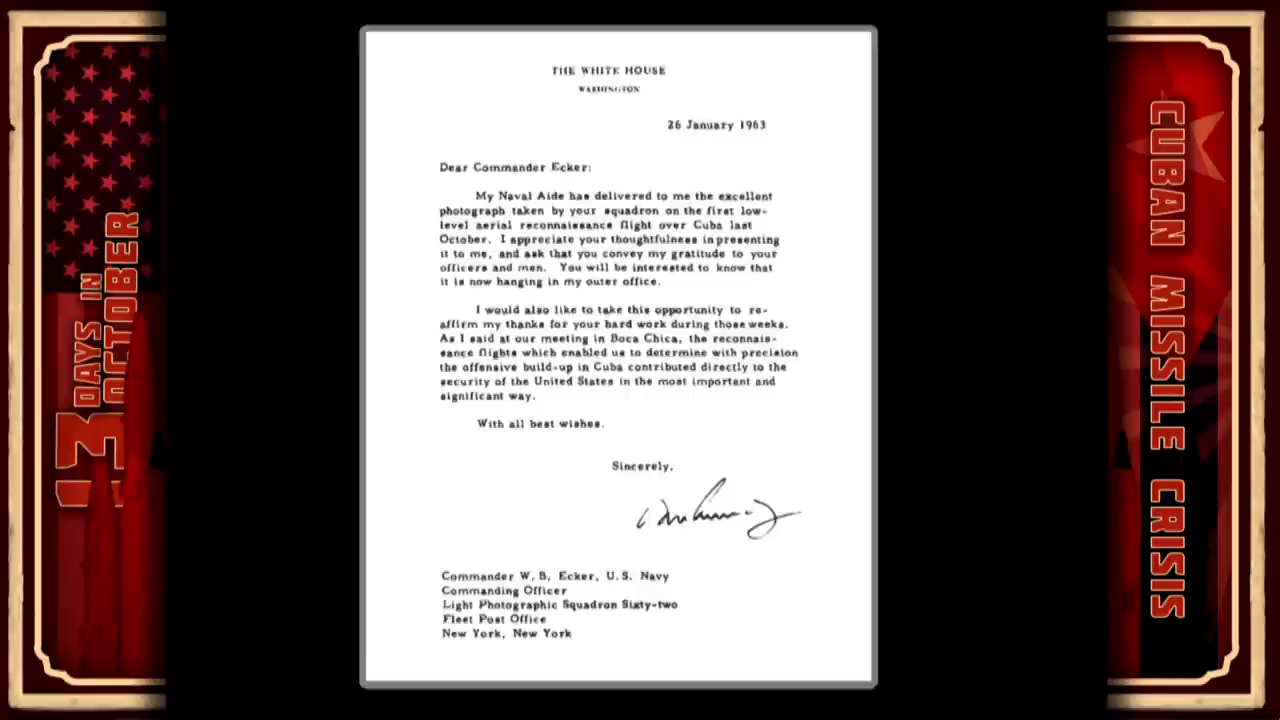 13 DAYS IN OCTOBER
THE WHITE HOUSE
WASHINGTON
26 January 1963
Dear Commander Ecker:
My Naval Aide has delivered to me the excellent
photograph taken by your squadron on the first low-
level aerial reconnaissance flight over Cuba last
October. I appreciate your thoughtfulness in presenting
it to me, and ask that you convey my gratitude to your
officers and men. You will be interested to know that
it is now hanging in my outer office.
I would also like to take this opportunity to re-
affirm my thanks for your hard work during those weeks.
As I said at our meeting in Boca Chica, the reconnais-
sance flights which enabled us to determine with precision
the offensive build-up in Cuba contributed directly to the
security of the United States in the most important and
significant way.
With all best wishes.
Sincerely,
Commander W. B. Ecker, U.S. Navy
Commanding Officer
Light Photographic Squadron Sixty-two
Fleet Post Office
New York, New York
CUBAN MISSILE CRISIS